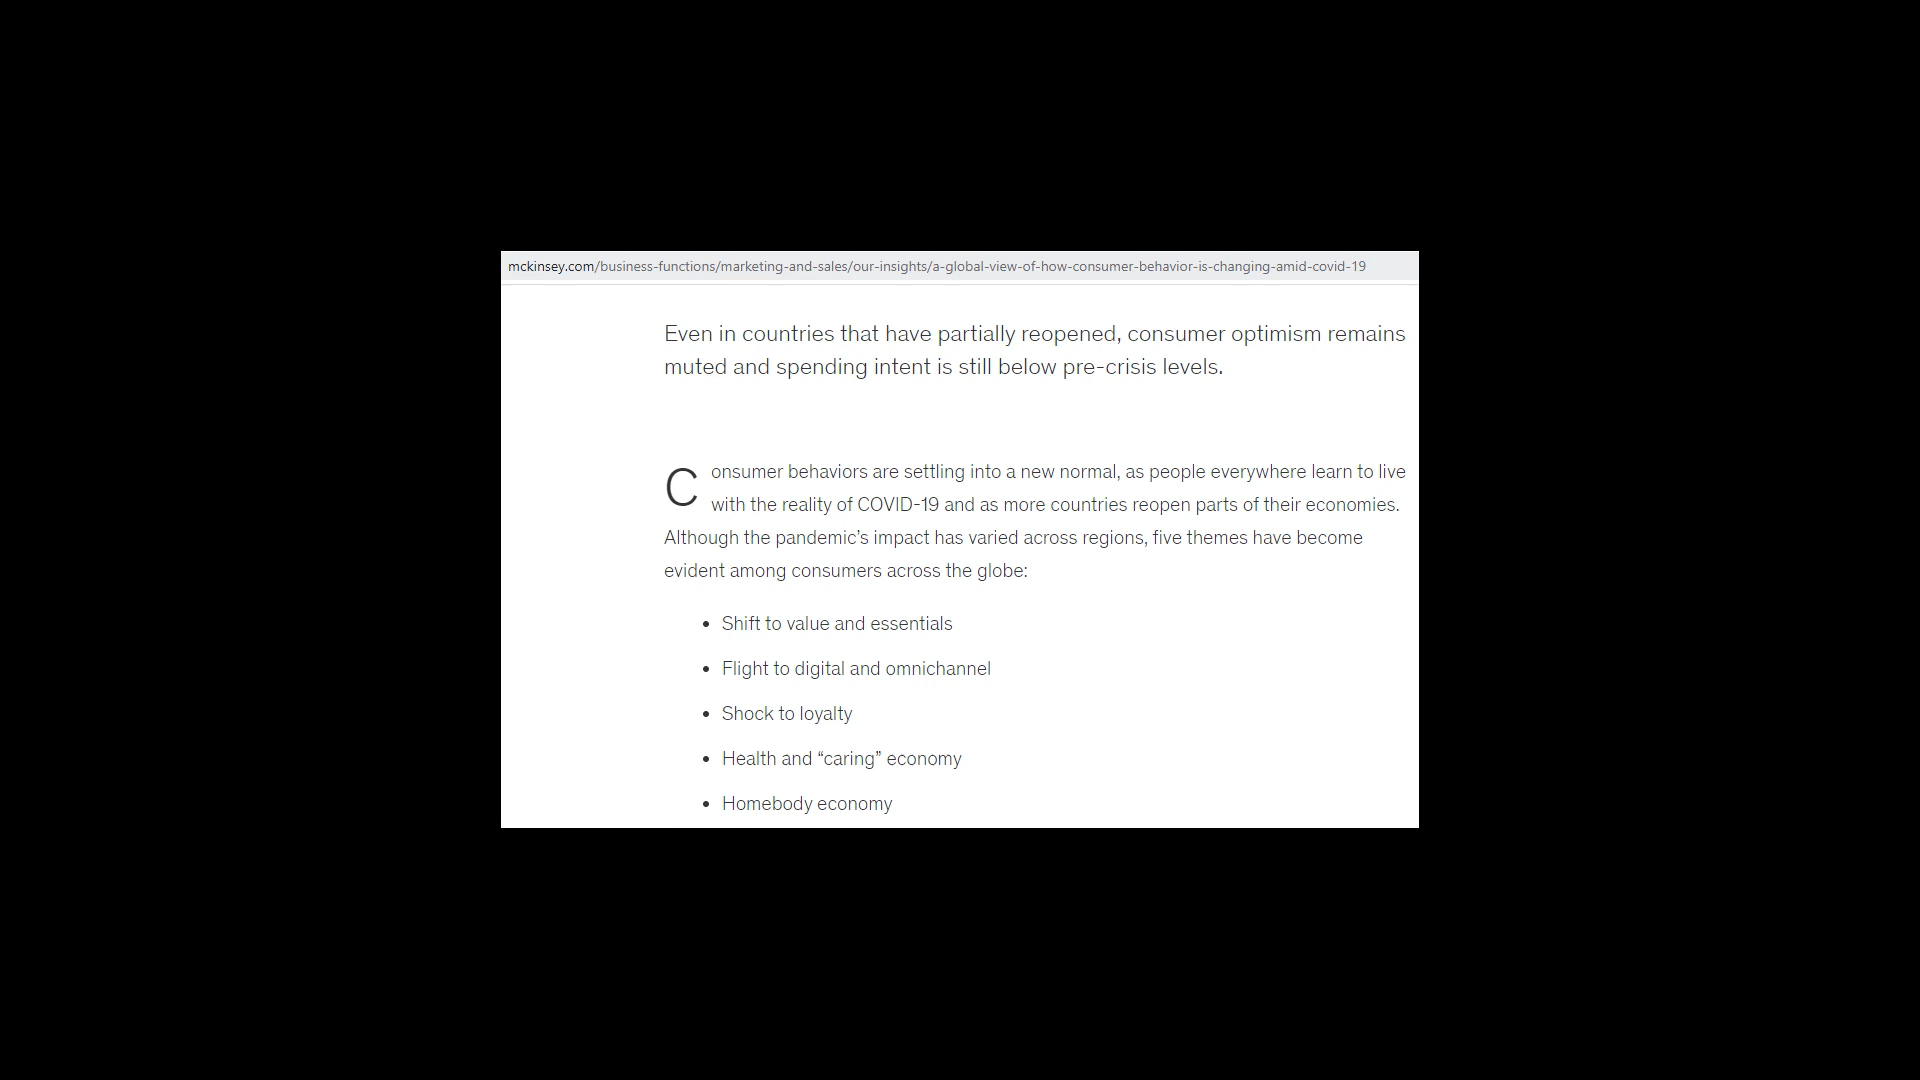 mckinsey.com/business-functions/marketing-and-sales/our-insights/a-global-view-of-how-consumer-behavior-is-changing-amid-covid-19
Even in countries that have partially reopened, consumer optimism remains
muted and spending intent is still below pre-crisis levels.
Consumer behaviors are settling into a new normal, as people everywhere learn to live
with the reality of COVID-19 and as more countries reopen parts of their economies.
Although the pandemic’s impact has varied across regions, five themes have become
evident among consumers across the globe:
• Shift to value and essentials
• Flight to digital and omnichannel
• Shock to loyalty
• Health and “caring” economy
• Homebody economy